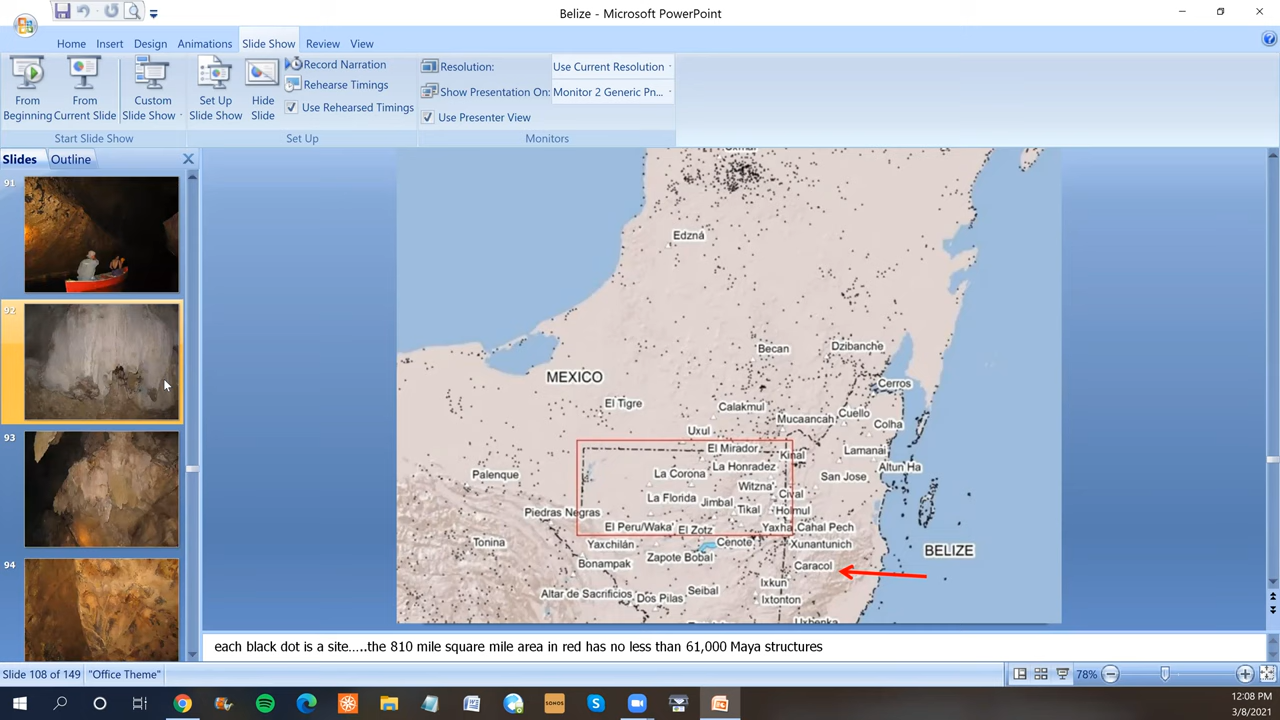 Belize - Microsoft PowerPoint
Home Insert Design Animations Slide Show Review View
From Beginning
From Current Slide
Custom Slide Show
Set Up Slide Show
Hide Slide
Record Narration
Rehearse Timings
Use Rehearsed Timings
Resolution: Use Current Resolution
Show Presentation On: Monitor 2 Generic Pn...
Use Presenter View
Start Slide Show Set Up Monitors
Slides Outline
91
92
93
94
Uxmal
Edzná
Becan Dzibanche
MEXICO
Cerros
El Tigre
Calakmul
Mucaancah Cuello
Colha
Uxul
El Mirador
Kinal
Lamanai
La Honradez
Altun Ha
Palenque
La Corona
San Jose
Witzna'
Cival
La Florida Jimbal Tikal Holmul
Piedras Negras
El Peru/Waka' El Zotz Yaxha Cahal Pech
Tonina
Yaxchilán
Cenote
Xunantunich
BELIZE
Bonampak
Zapote Bobal
Caracol
Ixkun
Altar de Sacrificios Dos Pilas Seibal
Ixtonton
Uxbenka
each black dot is a site.....the 810 mile square mile area in red has no less than 61,000 Maya structures
Slide 108 of 149 "Office Theme" 78%
SONOS
12:08 PM
3/8/2021